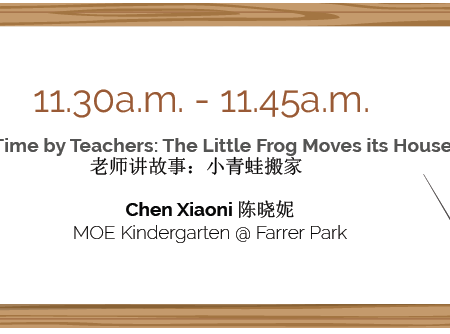 11.30a.m. - 11.45a.m.
Time by Teachers: The Little Frog Moves its House
老师讲故事：小青蛙搬家
Chen Xiaoni 陈晓妮
MOE Kindergarten @ Farrer Park